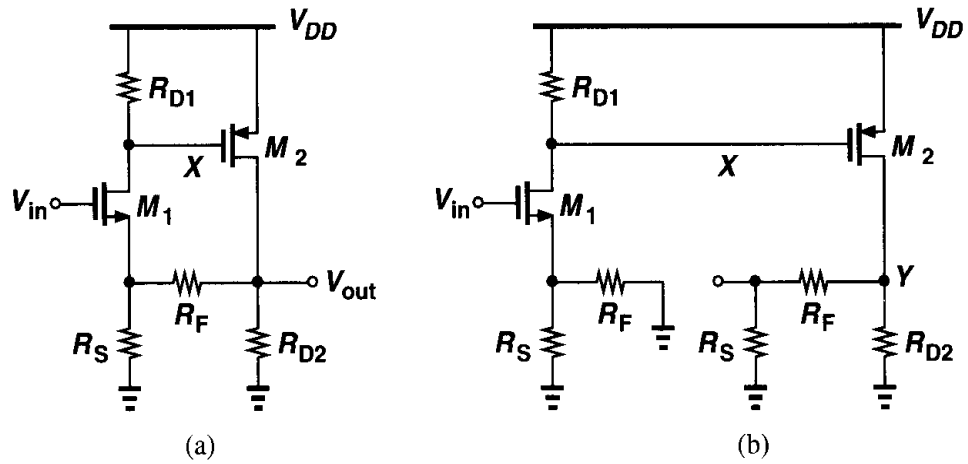 V_DD
R_D1
X
M_2
V_in
M_1
R_F
V_out
R_S
R_D2
(a)
V_DD
R_D1
X
M_2
V_in
M_1
Y
R_F
R_F
R_S
R_S
R_D2
(b)